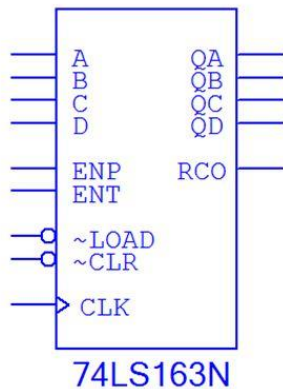 A QA
B QB
C QC
D QD
ENP RCO
ENT
~LOAD
~CLR
CLK
74LS163N